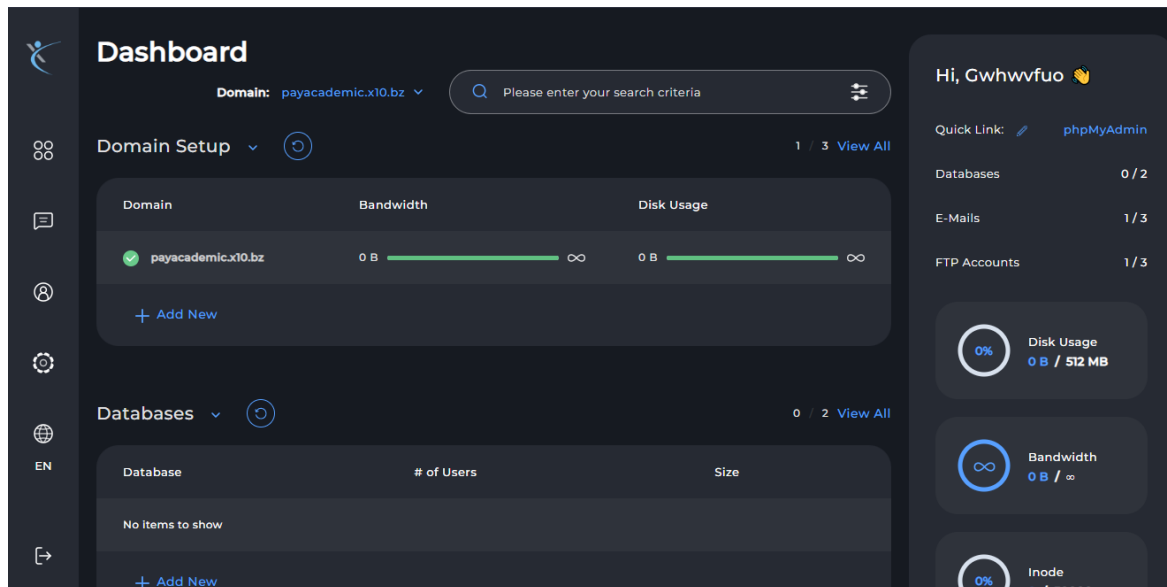 Dashboard
Domain: payacademic.x10.bz
Please enter your search criteria
Domain Setup
1 / 3 View All
Domain Bandwidth Disk Usage
payacademic.x10.bz 0 B ∞ 0 B ∞
+ Add New
Databases
0 / 2 View All
Database # of Users Size
No items to show
+ Add New
EN
Hi, Gwhwvfuo 👋
Quick Link: phpMyAdmin
Databases 0 / 2
E-Mails 1 / 3
FTP Accounts 1 / 3
0% Disk Usage
0 B / 512 MB
∞ Bandwidth
0 B / ∞
0% Inode